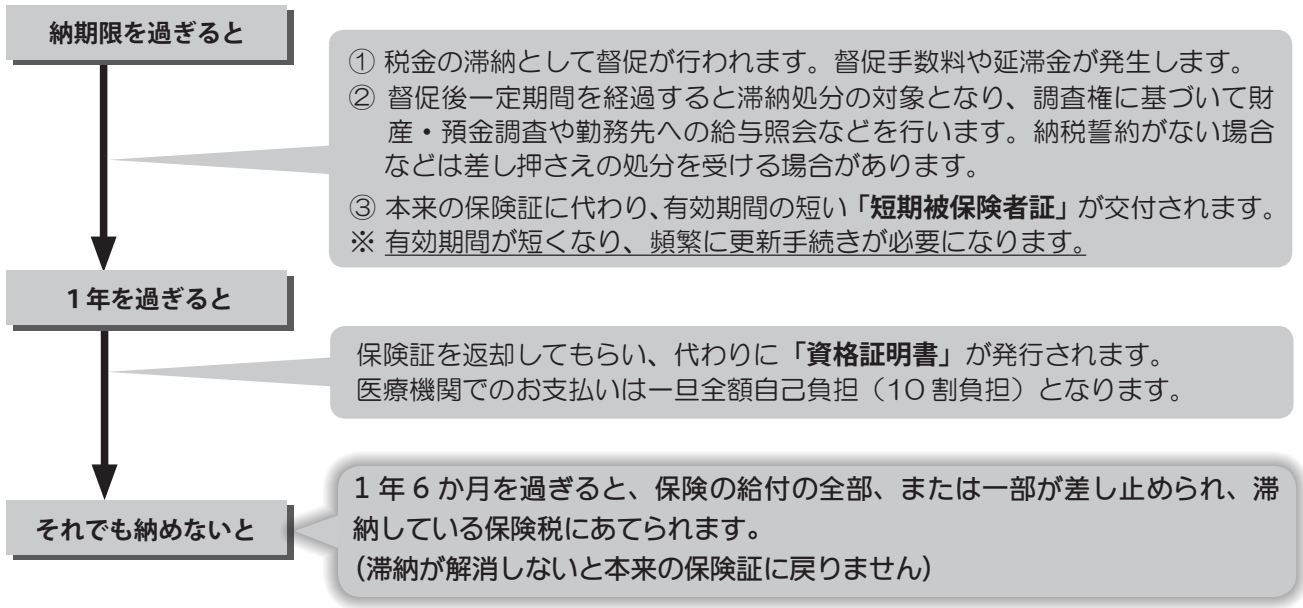 納期限を過ぎると
① 税金の滞納として督促が行われます。督促手数料や延滞金が発生します。
② 督促後一定期間を経過すると滞納処分の対象となり、調査権に基づいて財
産・預金調査や勤務先への給与照会などを行います。納税誓約がない場合
などは差し押さえの処分を受ける場合があります。
③ 本来の保険証に代わり、有効期間の短い「短期被保険者証」が交付されます。
※ 有効期間が短くなり、頻繁に更新手続きが必要になります。
1年を過ぎると
保険証を返却してもらい、代わりに「資格証明書」が発行されます。
医療機関でのお支払いは一旦全額自己負担（10 割負担）となります。
それでも納めないと
1 年 6 か月を過ぎると、保険の給付の全部、または一部が差し止められ、滞
納している保険税にあてられます。
(滞納が解消しないと本来の保険証に戻りません)